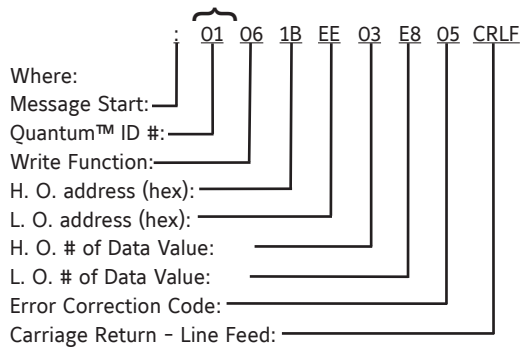 : 01 06 1B EE 03 E8 05 CRLF
Where:
Message Start:
Quantum™ ID #:
Write Function:
H. O. address (hex):
L. O. address (hex):
H. O. # of Data Value:
L. O. # of Data Value:
Error Correction Code:
Carriage Return - Line Feed: